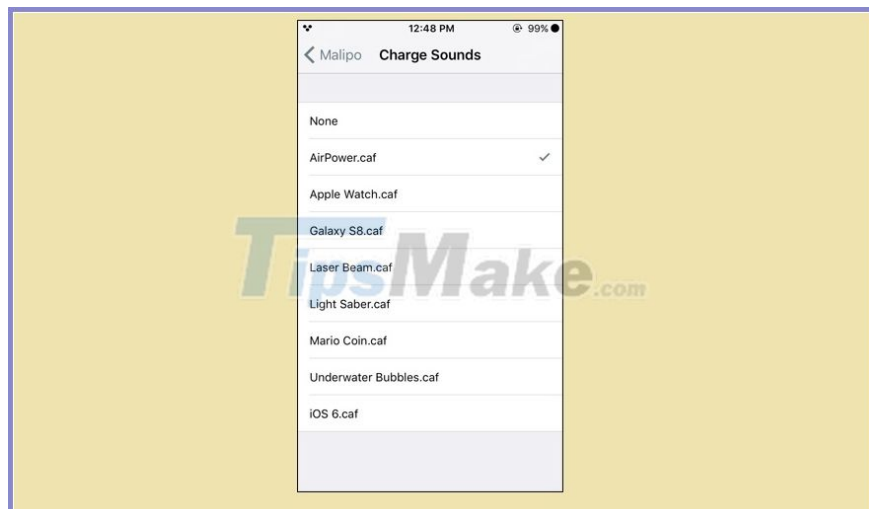 12:48 PM 99%
Malipo Charge Sounds
None
AirPower.caf
Apple Watch.caf
Galaxy S8.caf
Laser Beam.caf
TipsMake.com
Light Saber.caf
Mario Coin.caf
Underwater Bubbles.caf
iOS 6.caf